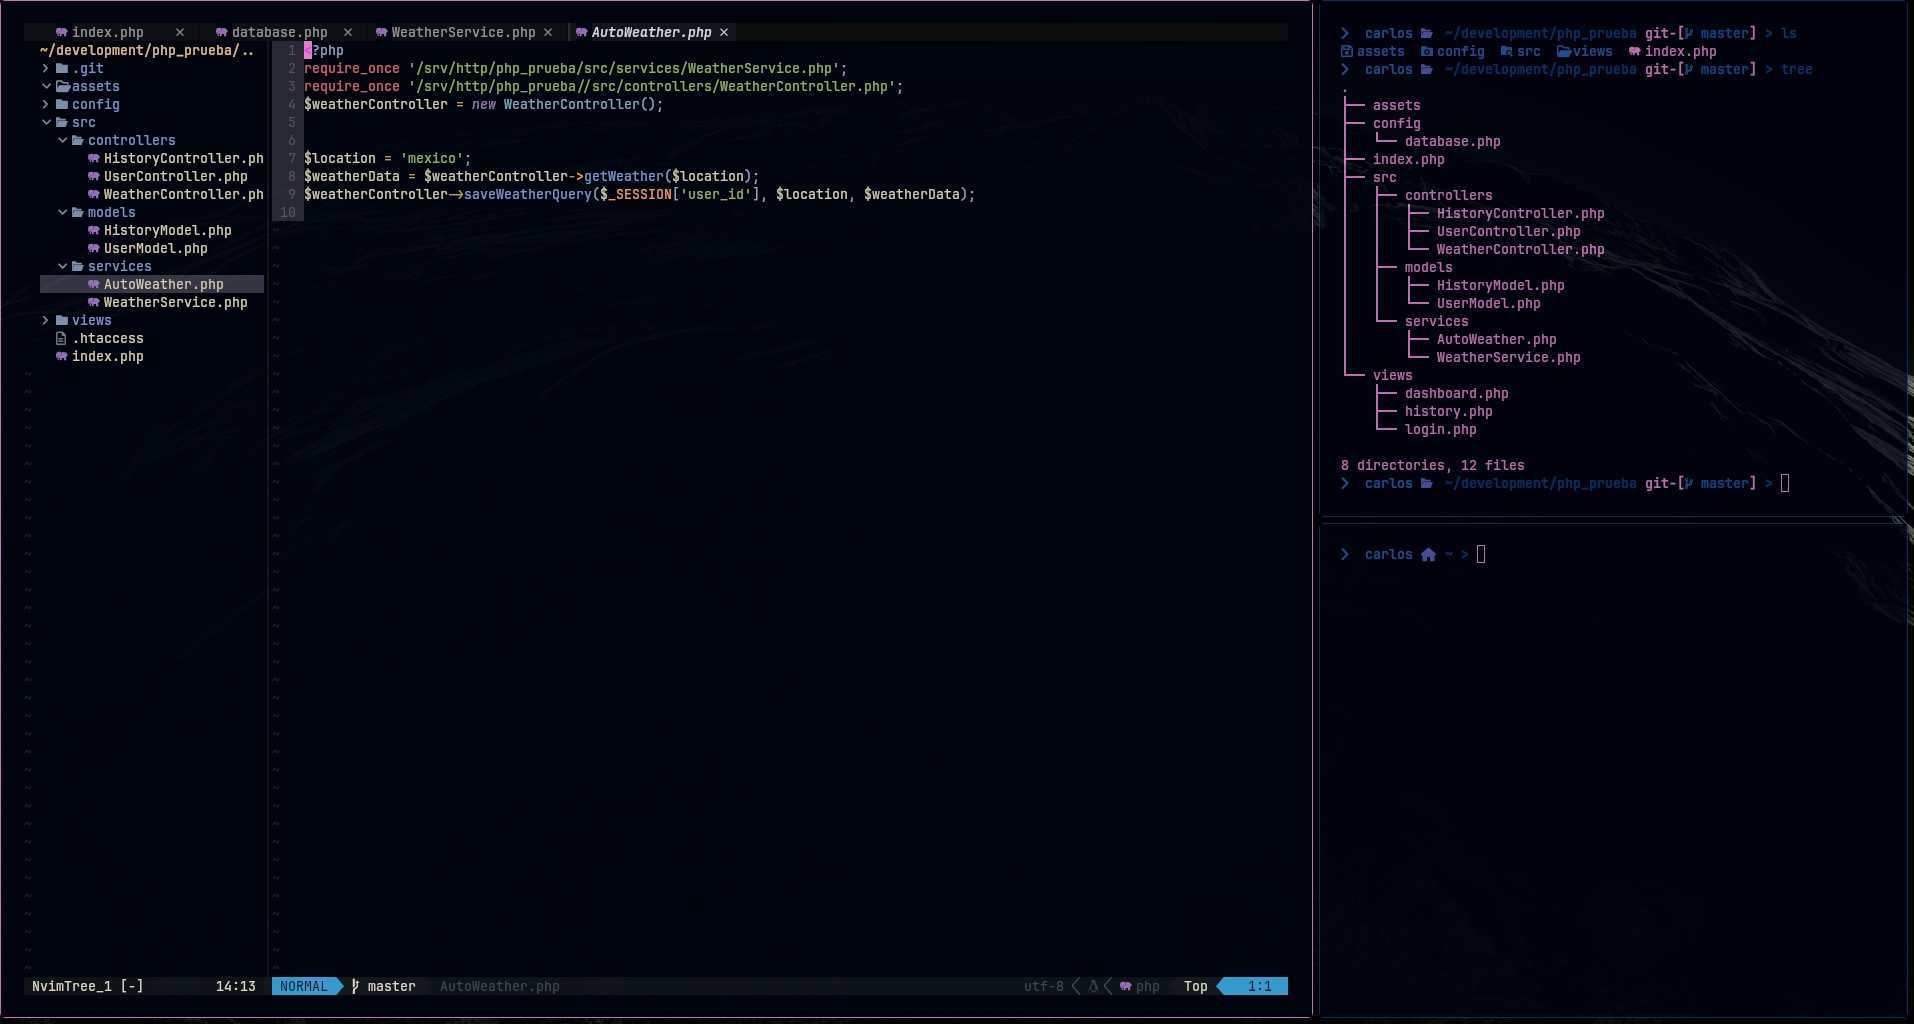 index.php × database.php × WeatherService.php × AutoWeather.php ×
~/development/php_prueba/..
.git
assets
config
src
controllers
HistoryController.ph
UserController.php
WeatherController.ph
models
HistoryModel.php
UserModel.php
services
AutoWeather.php
WeatherService.php
views
.htaccess
index.php
1 <?php
2 require_once '/srv/http/php_prueba/src/services/WeatherService.php';
3 require_once '/srv/http/php_prueba//src/controllers/WeatherController.php';
4 $weatherController = new WeatherController();
5
6
7 $location = 'mexico';
8 $weatherData = $weatherController->getWeather($location);
9 $weatherController->saveWeatherQuery($_SESSION['user_id'], $location, $weatherData);
10
NvimTree_1 [-] 14:13 NORMAL master AutoWeather.php utf-8 php Top 1:1
carlos ~/development/php_prueba git-[ master] > ls
assets config src views index.php
carlos ~/development/php_prueba git-[ master] > tree
.
├── assets
├── config
│   └── database.php
├── index.php
├── src
│   ├── controllers
│   │   ├── HistoryController.php
│   │   ├── UserController.php
│   │   └── WeatherController.php
│   ├── models
│   │   ├── HistoryModel.php
│   │   └── UserModel.php
│   └── services
│       ├── AutoWeather.php
│       └── WeatherService.php
└── views
    ├── dashboard.php
    ├── history.php
    └── login.php
8 directories, 12 files
carlos ~/development/php_prueba git-[ master] >
carlos ~ >